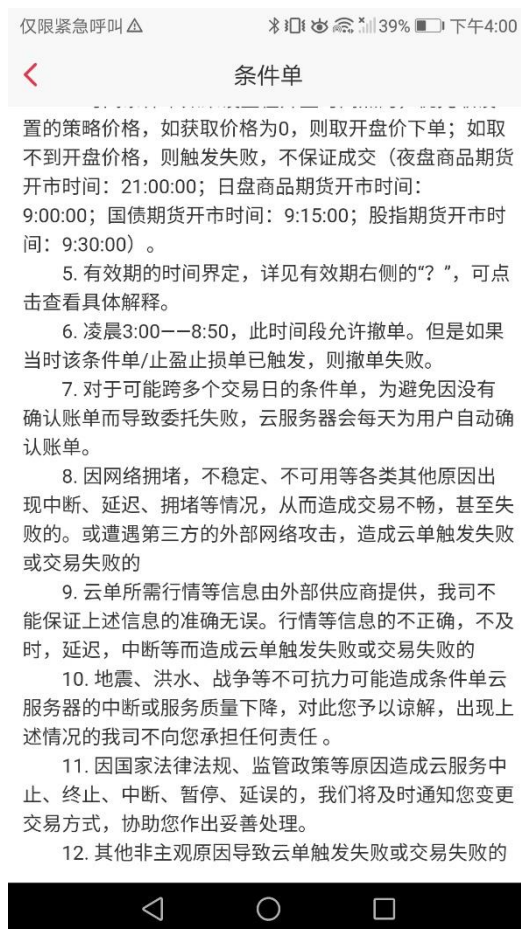 仅限紧急呼叫
39%
下午4:00
条件单
置的策略价格，如获取价格为0，则取开盘价下单；如取
不到开盘价格，则触发失败，不保证成交（夜盘商品期货
开市时间：21:00:00；日盘商品期货开市时间：
9:00:00；国债期货开市时间：9:15:00；股指期货开市时
间：9:30:00）。
5. 有效期的时间界定，详见有效期右侧的“？”，可点
击查看具体解释。
6. 凌晨3:00——8:50，此时间段允许撤单。但是如果
当时该条件单/止盈止损单已触发，则撤单失败。
7. 对于可能跨多个交易日的条件单，为避免因没有
确认账单而导致委托失败，云服务器会每天为用户自动确
认账单。
8. 因网络拥堵，不稳定、不可用等各类其他原因出
现中断、延迟、拥堵等情况，从而造成交易不畅，甚至失
败的。或遭遇第三方的外部网络攻击，造成云单触发失败
或交易失败的
9. 云单所需行情等信息由外部供应商提供，我司不
能保证上述信息的准确无误。行情等信息的不正确，不及
时，延迟，中断等而造成云单触发失败或交易失败的
10. 地震、洪水、战争等不可抗力可能造成条件单云
服务器的中断或服务质量下降，对此您予以谅解，出现上
述情况的我司不向您承担任何责任 。
11. 因国家法律法规、监管政策等原因造成云服务中
止、终止、中断、暂停、延误的，我们将及时通知您变更
交易方式，协助您作出妥善处理。
12. 其他非主观原因导致云单触发失败或交易失败的